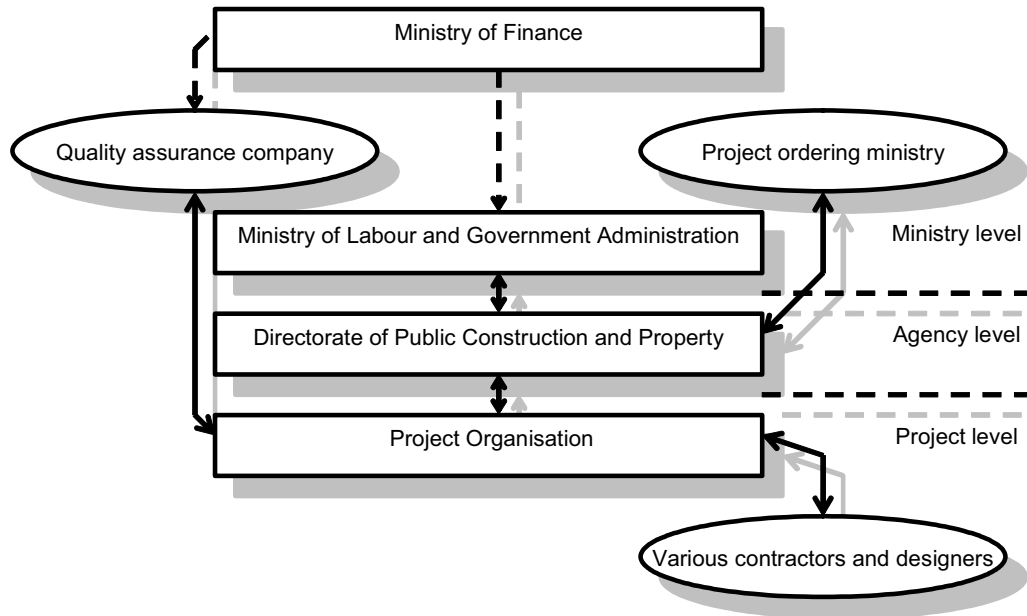 Ministry of Finance
Quality assurance company
Project ordering ministry
Ministry of Labour and Government Administration
Ministry level
Directorate of Public Construction and Property
Agency level
Project Organisation
Project level
Various contractors and designers